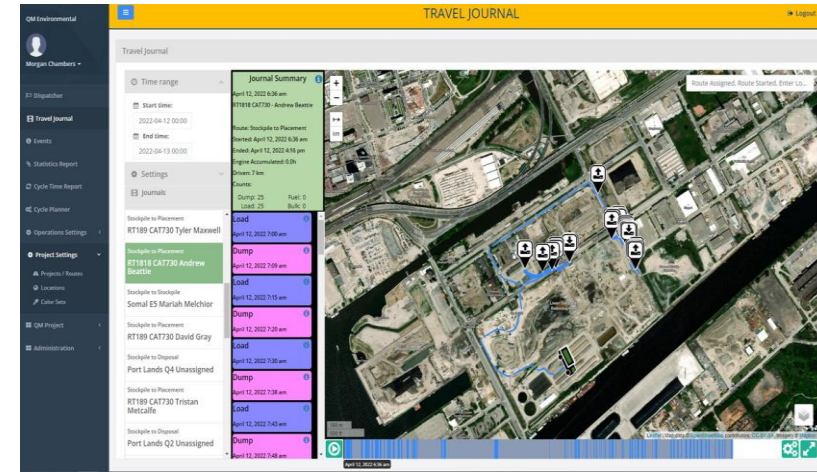 QM Environmental
TRAVEL JOURNAL
Logout
Morgan Chambers
Travel Journal
Dispatcher
Travel Journal
Events
Statistics Report
Cycle Time Report
Cycle Planner
Operations Settings
Project Settings
Projects / Routes
Locations
Color Sets
QM Project
Administration
Time range
Start time:
2022-04-12 00:00
End time:
2022-04-13 00:00
Settings
Journals
Stockpile to Placement
RT189 CAT730 Tyler Maxwell
Stockpile to Placement
RT1818 CAT730 Andrew
Beattie
Stockpile to Stockpile
Somal E5 Mariah Melchior
Stockpile to Placement
RT189 CAT730 David Gray
Stockpile to Disposal
Port Lands Q4 Unassigned
Stockpile to Placement
RT189 CAT730 Tristan
Metcalfe
Stockpile to Disposal
Port Lands Q2 Unassigned
Journal Summary
April 12, 2022 6:36 am
RT1818 CAT730 - Andrew Beattie
Route: Stockpile to Placement
Started: April 12, 2022 6:36 am
Ended: April 12, 2022 4:16 pm
Engine Accumulated: 0.0h
Driven: 7 km
Counts:
Dump: 25 Fuel: 0
Load: 25 Bulk: 0
Load
April 12, 2022 7:00 am
Dump
April 12, 2022 7:09 am
Load
April 12, 2022 7:15 am
Dump
April 12, 2022 7:20 am
Load
April 12, 2022 7:30 am
Dump
April 12, 2022 7:38 am
Load
April 12, 2022 7:43 am
Dump
April 12, 2022 7:48 am
+
−
km
Route Assigned, Route Started, Enter Lo...
Leaflet
April 12, 2022 6:36 am